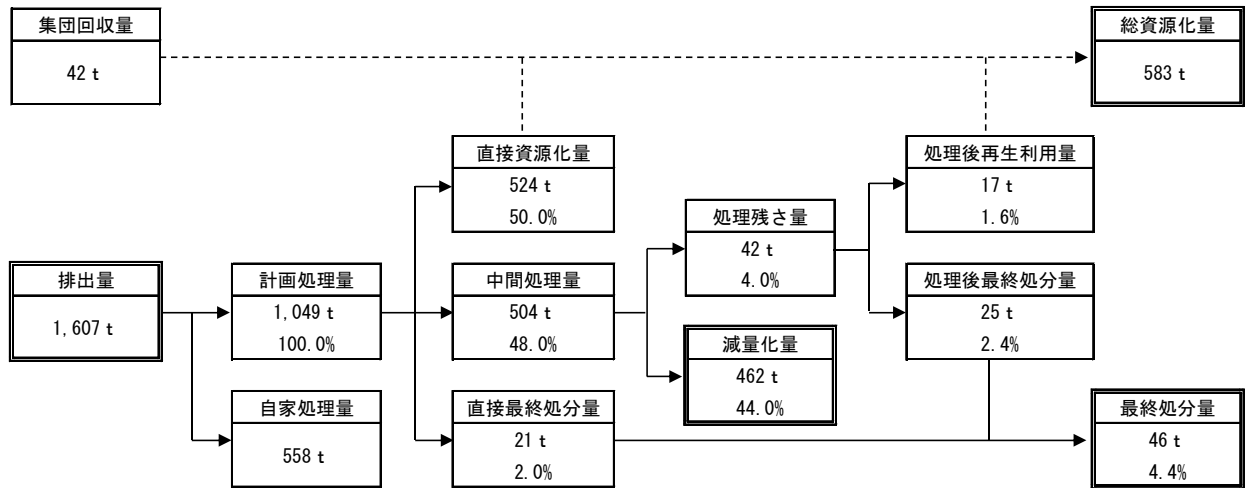 集団回収量
42 t
総資源化量
583 t
直接資源化量
524 t
50.0%
処理後再生利用量
17 t
1.6%
処理残さ量
42 t
4.0%
排出量
1,607 t
計画処理量
1,049 t
100.0%
中間処理量
504 t
48.0%
処理後最終処分量
25 t
2.4%
減量化量
462 t
44.0%
自家処理量
558 t
直接最終処分量
21 t
2.0%
最終処分量
46 t
4.4%